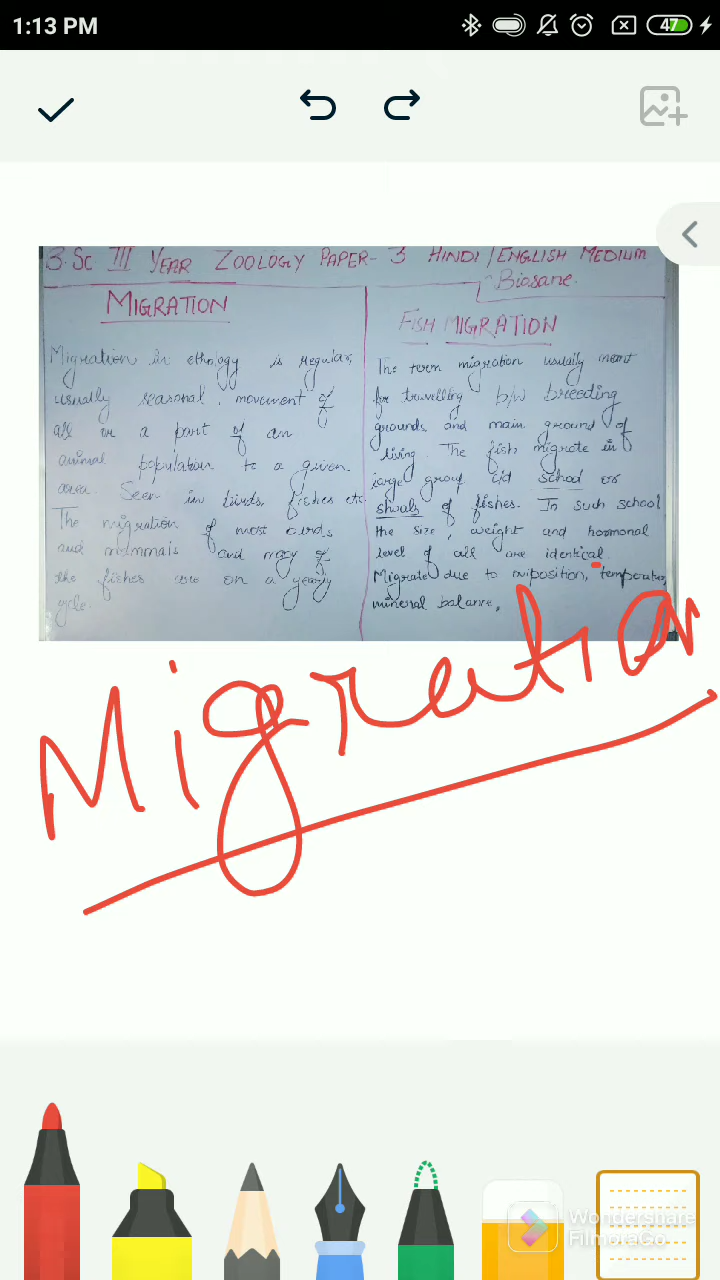 1:13 PM
47
B.Sc III YEAR ZOOLOGY PAPER- 3 HINDI/ENGLISH MEDIUM
Biosane.
MIGRATION
Migration in ethology is regular,
usually seasonal, movement of
all or a part of an
animal population to a given
area. Seen in birds, fishes etc
The migration of most birds
and mammals and many of
the fishes are on a yearly
cycle.
FISH MIGRATION
The term migration usually meant
for travelling b/w breeding
grounds and main ground of
living The fish migrate in
large group c/d school or
shoals of fishes. In such school
the size, weight and hormonal
level of all are identical.
Migrate due to oviposition, temperature,
mineral balance,
Migration
Wondershare
FilmoraGo